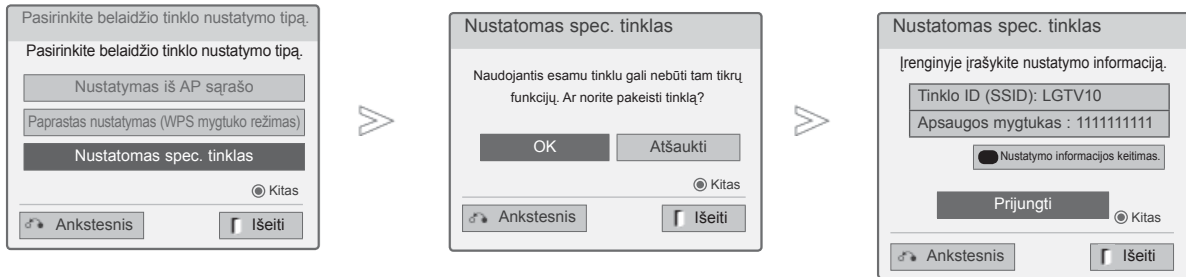 Pasirinkite belaidžio tinklo nustatymo tipą.
Pasirinkite belaidžio tinklo nustatymo tipą.
Nustatymas iš AP sąrašo
Paprastas nustatymas (WPS mygtuko režimas)
Nustatomas spec. tinklas
Kitas
Ankstesnis
Išeiti
Nustatomas spec. tinklas
Naudojantis esamu tinklu gali nebūti tam tikrų
funkcijų. Ar norite pakeisti tinklą?
OK
Atšaukti
Kitas
Ankstesnis
Išeiti
Nustatomas spec. tinklas
Įrenginyje įrašykite nustatymo informaciją.
Tinklo ID (SSID): LGTV10
Apsaugos mygtukas : 1111111111
Nustatymo informacijos keitimas.
Prijungti
Kitas
Ankstesnis
Išeiti